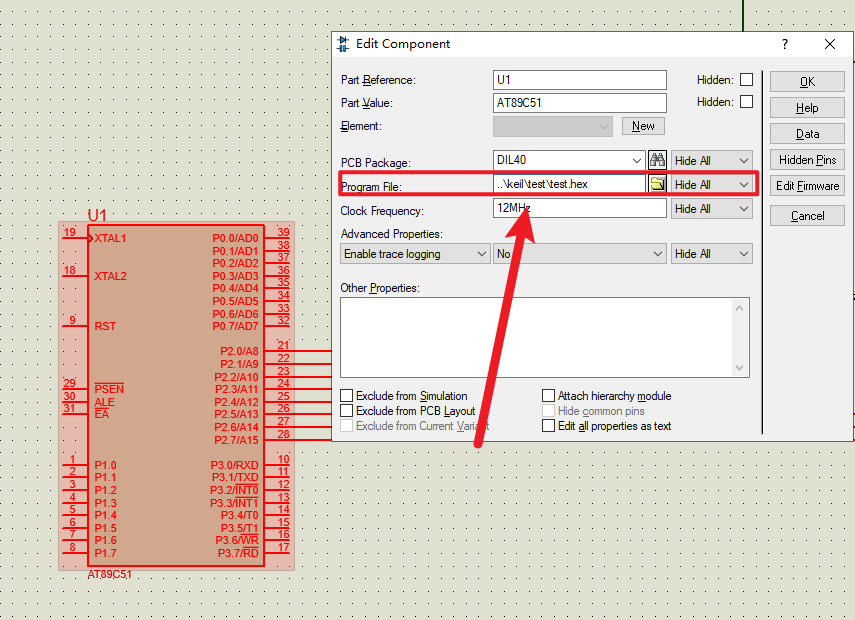 Edit Component ? ×
Part Reference: U1 Hidden: OK
Part Value: AT89C51 Hidden: Help
Element: New Data
PCB Package: DIL40 Hide All Hidden Pins
Program File: ..\keil\test\test.hex Hide All Edit Firmware
Clock Frequency: 12MHz Hide All Cancel
Advanced Properties:
Enable trace logging No Hide All
Other Properties:
Exclude from Simulation Attach hierarchy module
Exclude from PCB Layout Hide common pins
Exclude from Current Variant Edit all properties as text
U1
19 XTAL1 P0.0/AD0 39
P0.1/AD1 38
P0.2/AD2 37
18 XTAL2 P0.3/AD3 36
P0.4/AD4 35
P0.5/AD5 34
P0.6/AD6 33
9 RST P0.7/AD7 32
P2.0/A8 21
P2.1/A9 22
P2.2/A10 23
29 PSEN P2.3/A11 24
30 ALE P2.4/A12 25
31 EA P2.5/A13 26
P2.6/A14 27
P2.7/A15 28
1 P1.0 P3.0/RXD 10
2 P1.1 P3.1/TXD 11
3 P1.2 P3.2/INT0 12
4 P1.3 P3.3/INT1 13
5 P1.4 P3.4/T0 14
6 P1.5 P3.5/T1 15
7 P1.6 P3.6/WR 16
8 P1.7 P3.7/RD 17
AT89C51